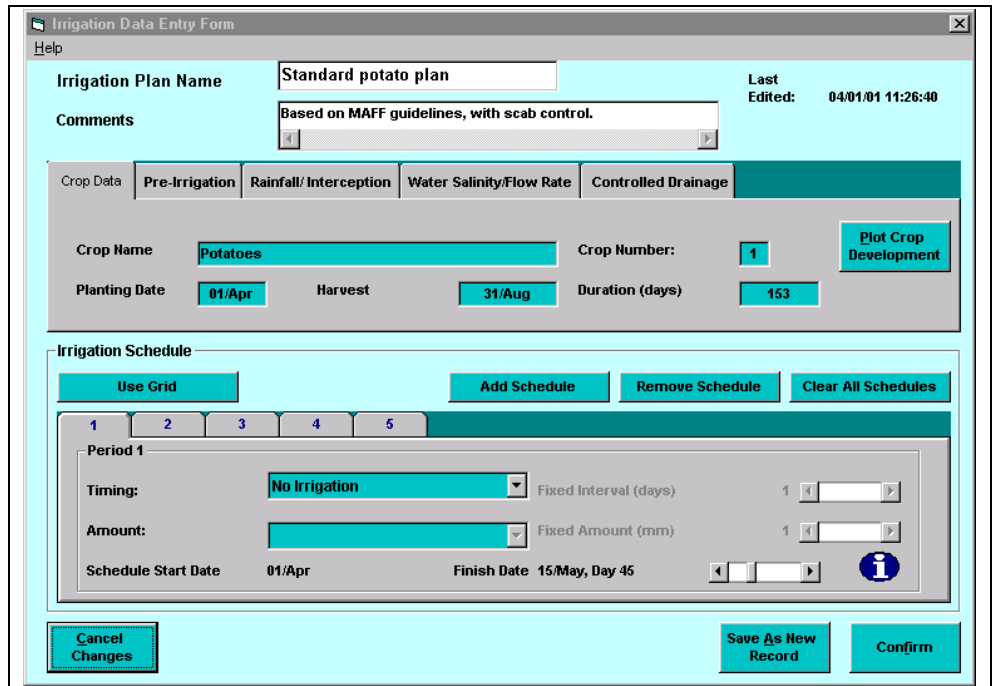 Irrigation Data Entry Form
Help
Irrigation Plan Name Standard potato plan Last
Edited: 04/01/01 11:26:40
Comments Based on MAFF guidelines, with scab control.
Crop Data Pre-Irrigation Rainfall/Interception Water Salinity/Flow Rate Controlled Drainage
Crop Name Potatoes Crop Number: 1 Plot Crop
Development
Planting Date 01/Apr Harvest 31/Aug Duration (days) 153
Irrigation Schedule
Use Grid Add Schedule Remove Schedule Clear All Schedules
1 2 3 4 5
Period 1
Timing: No Irrigation Fixed Interval (days) 1
Amount: Fixed Amount (mm) 1
Schedule Start Date 01/Apr Finish Date 15/May, Day 45 i
Cancel
Changes
Save As New
Record
Confirm